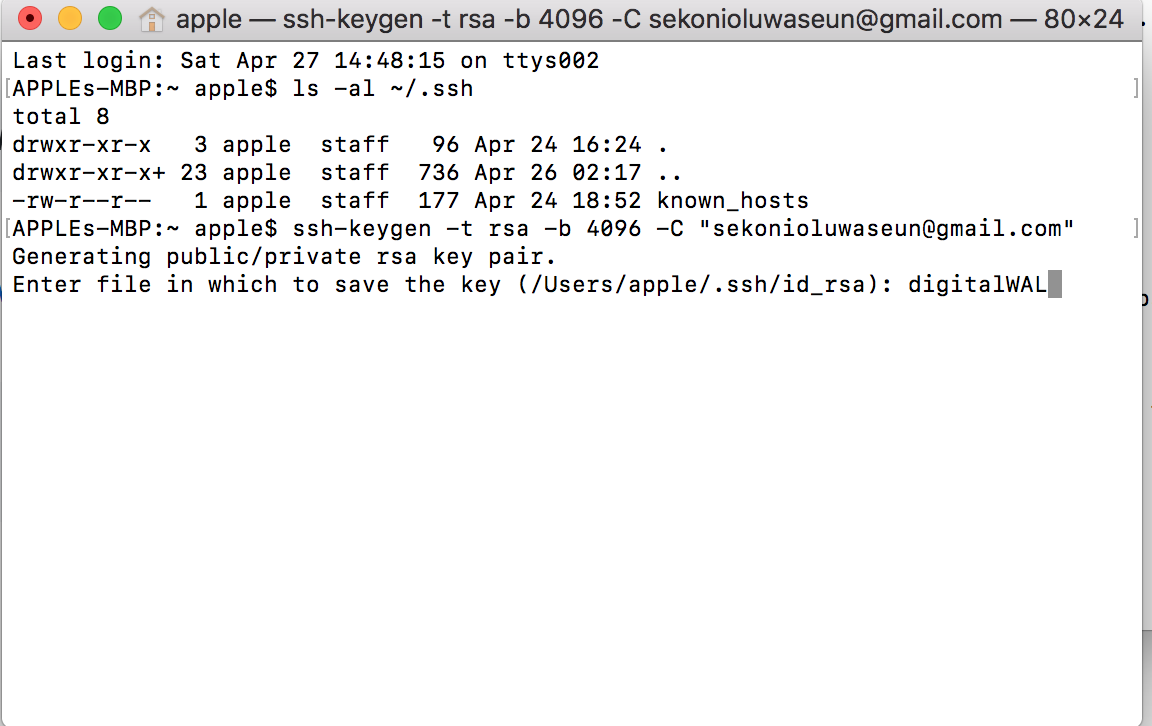 apple — ssh-keygen -t rsa -b 4096 -C sekonioluwaseun@gmail.com — 80×24
Last login: Sat Apr 27 14:48:15 on ttys002
[APPLEs-MBP:~ apple$ ls -al ~/.ssh ]
total 8
drwxr-xr-x   3 apple  staff   96 Apr 24 16:24 .
drwxr-xr-x+ 23 apple  staff  736 Apr 26 02:17 ..
-rw-r--r--   1 apple  staff  177 Apr 24 18:52 known_hosts
[APPLEs-MBP:~ apple$ ssh-keygen -t rsa -b 4096 -C "sekonioluwaseun@gmail.com" ]
Generating public/private rsa key pair.
Enter file in which to save the key (/Users/apple/.ssh/id_rsa): digitalWAL